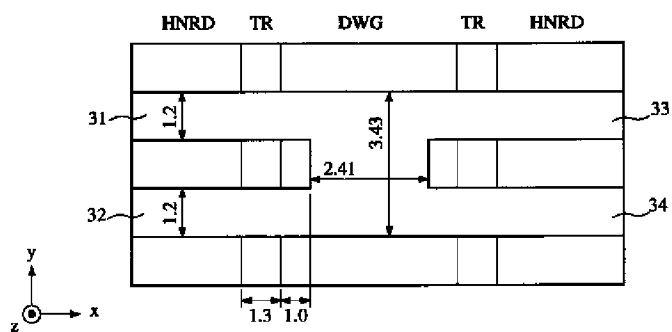 HNRD TR DWG TR HNRD
31 1.2 3.43 33
2.41
32 1.2 34
y
z x
1.3 1.0